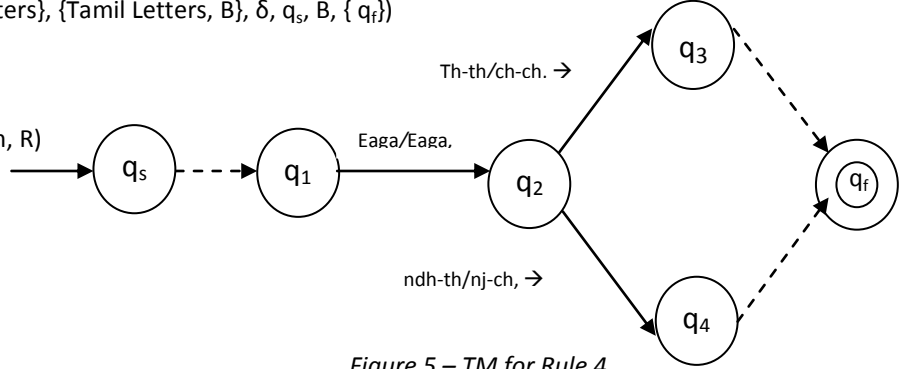 ters}, {Tamil Letters, B}, δ, qs, B, { qf})
q3
Th-th/ch-ch. →
n, R)
Eaga/Eaga,
qs
q1
q2
qf
ndh-th/nj-ch, →
q4
Figure 5 – TM for Rule 4